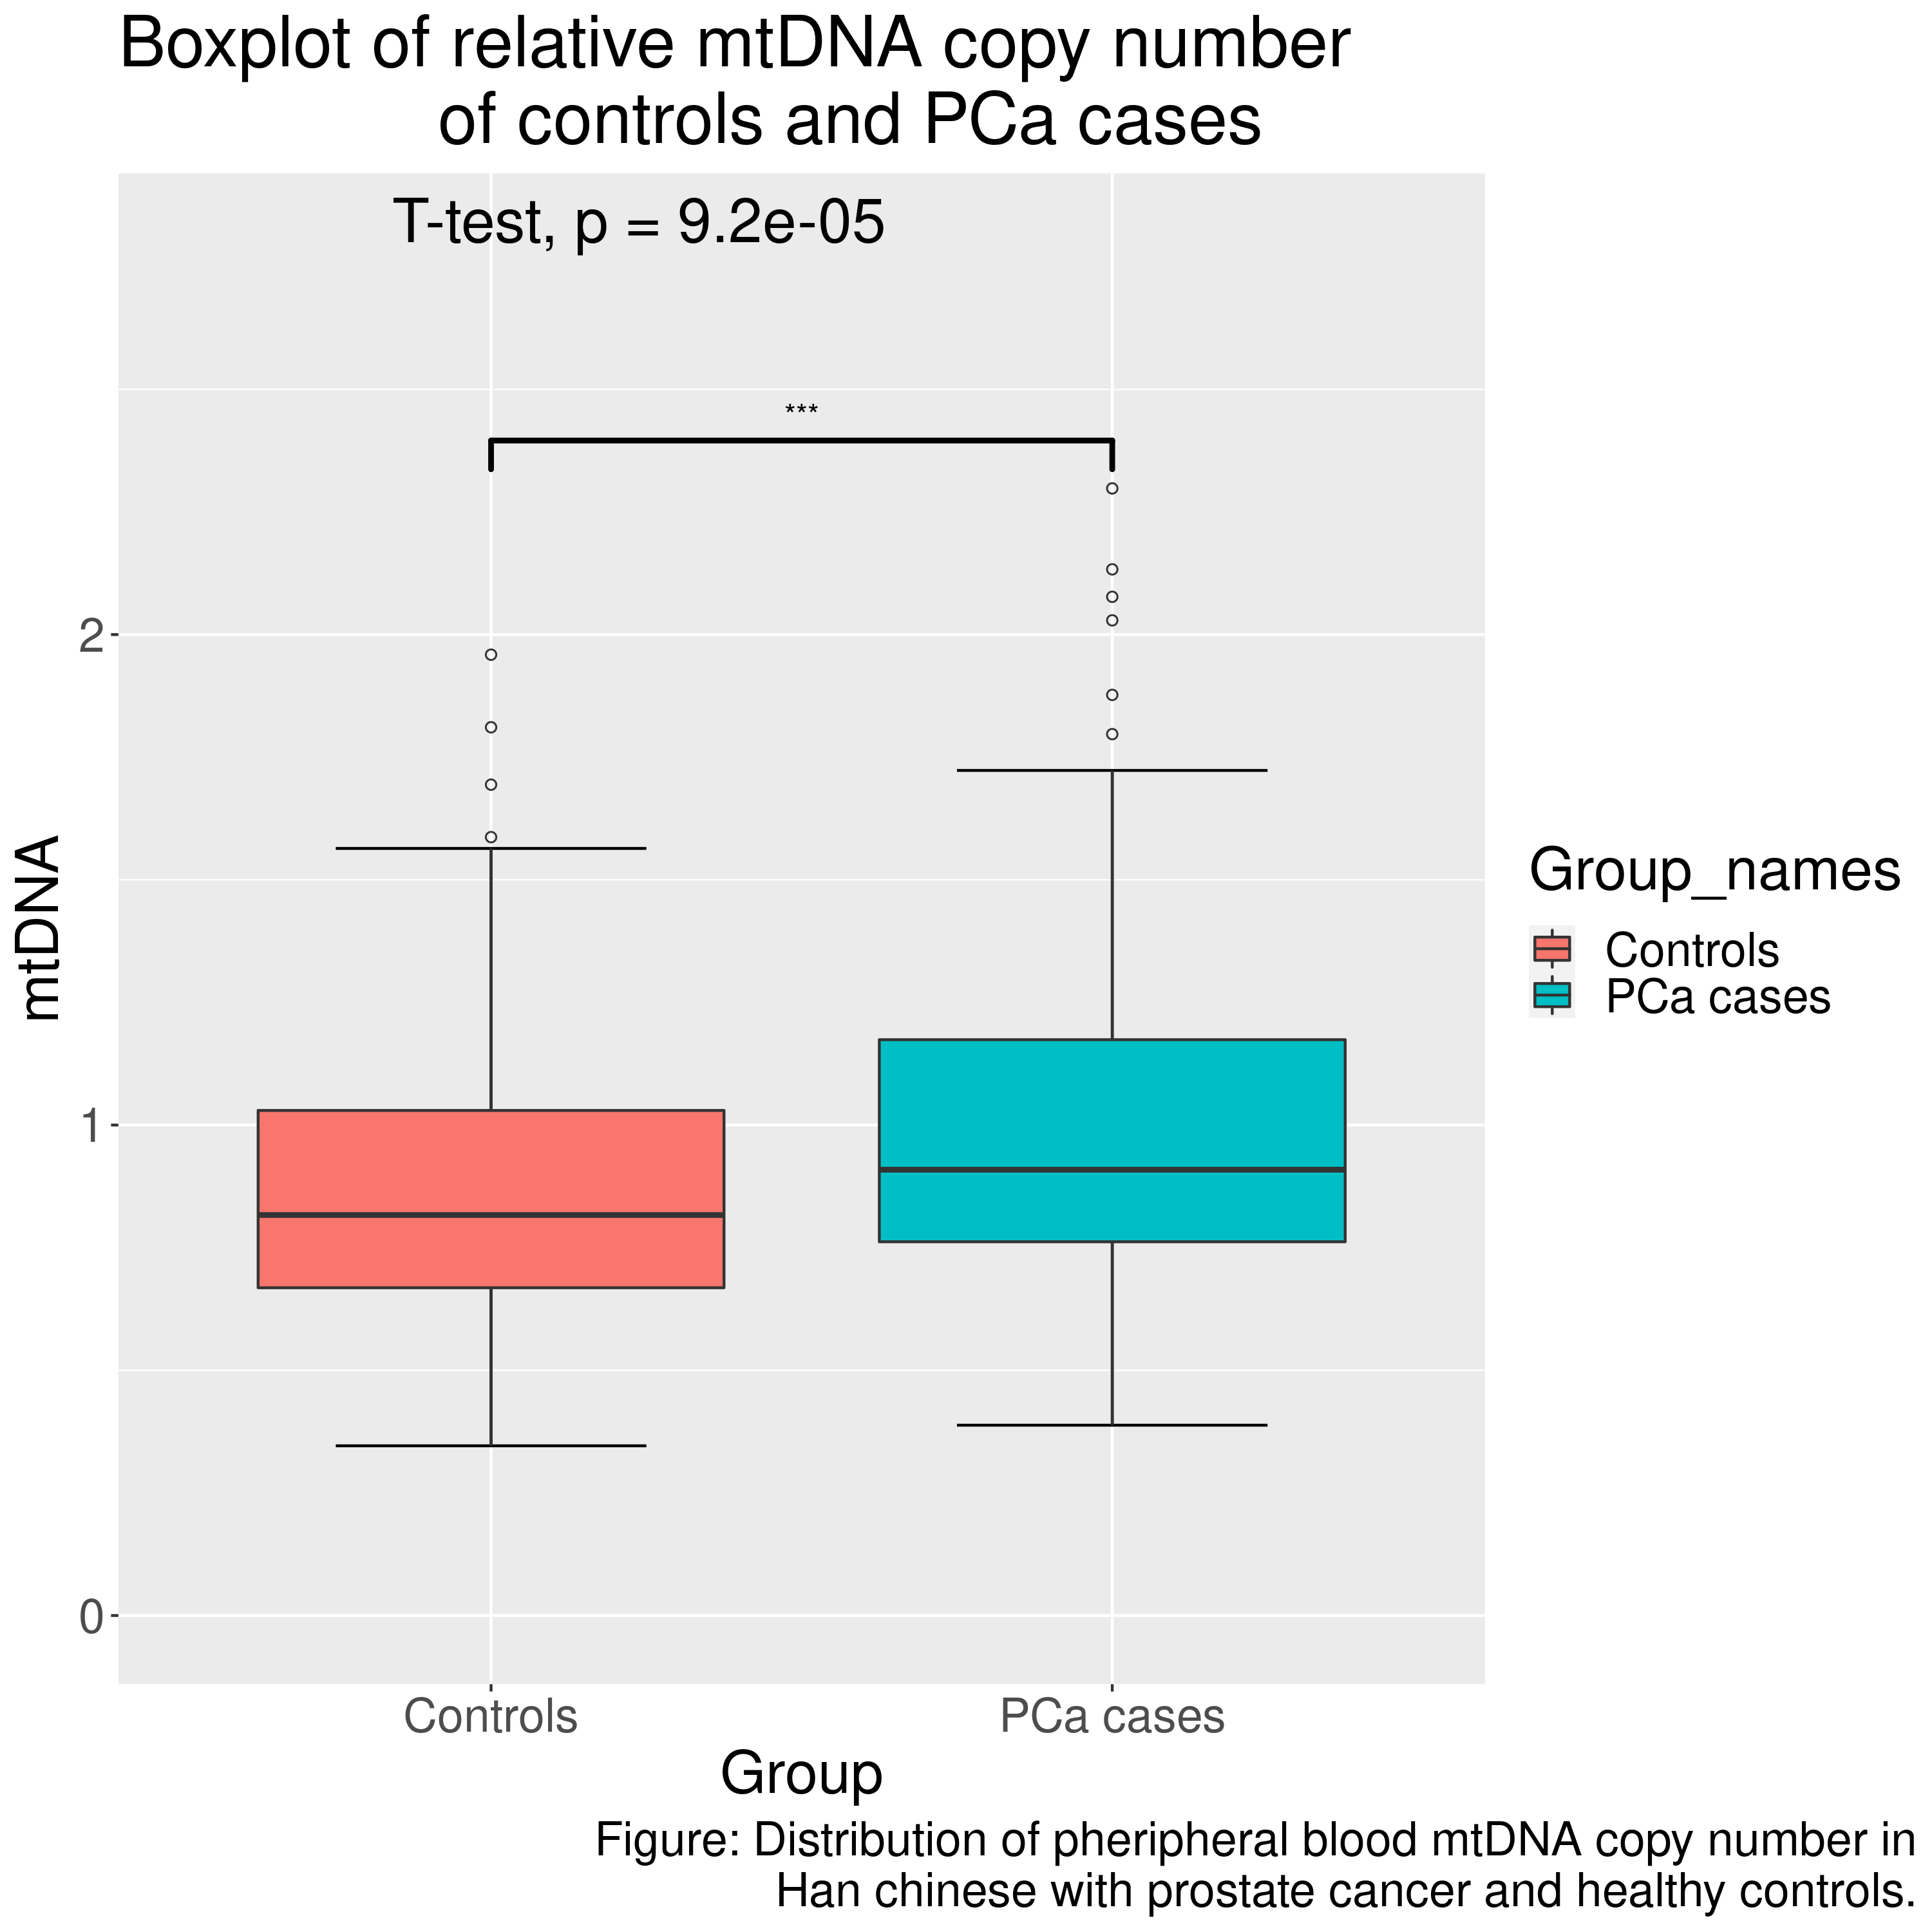 Boxplot of relative mtDNA copy number
of controls and PCa cases
T-test, p = 9.2e-05
***
2
1
0
mtDNA
Controls
PCa cases
Group
Group_names
Controls
PCa cases
Figure: Distribution of pheripheral blood mtDNA copy number in
Han chinese with prostate cancer and healthy controls.